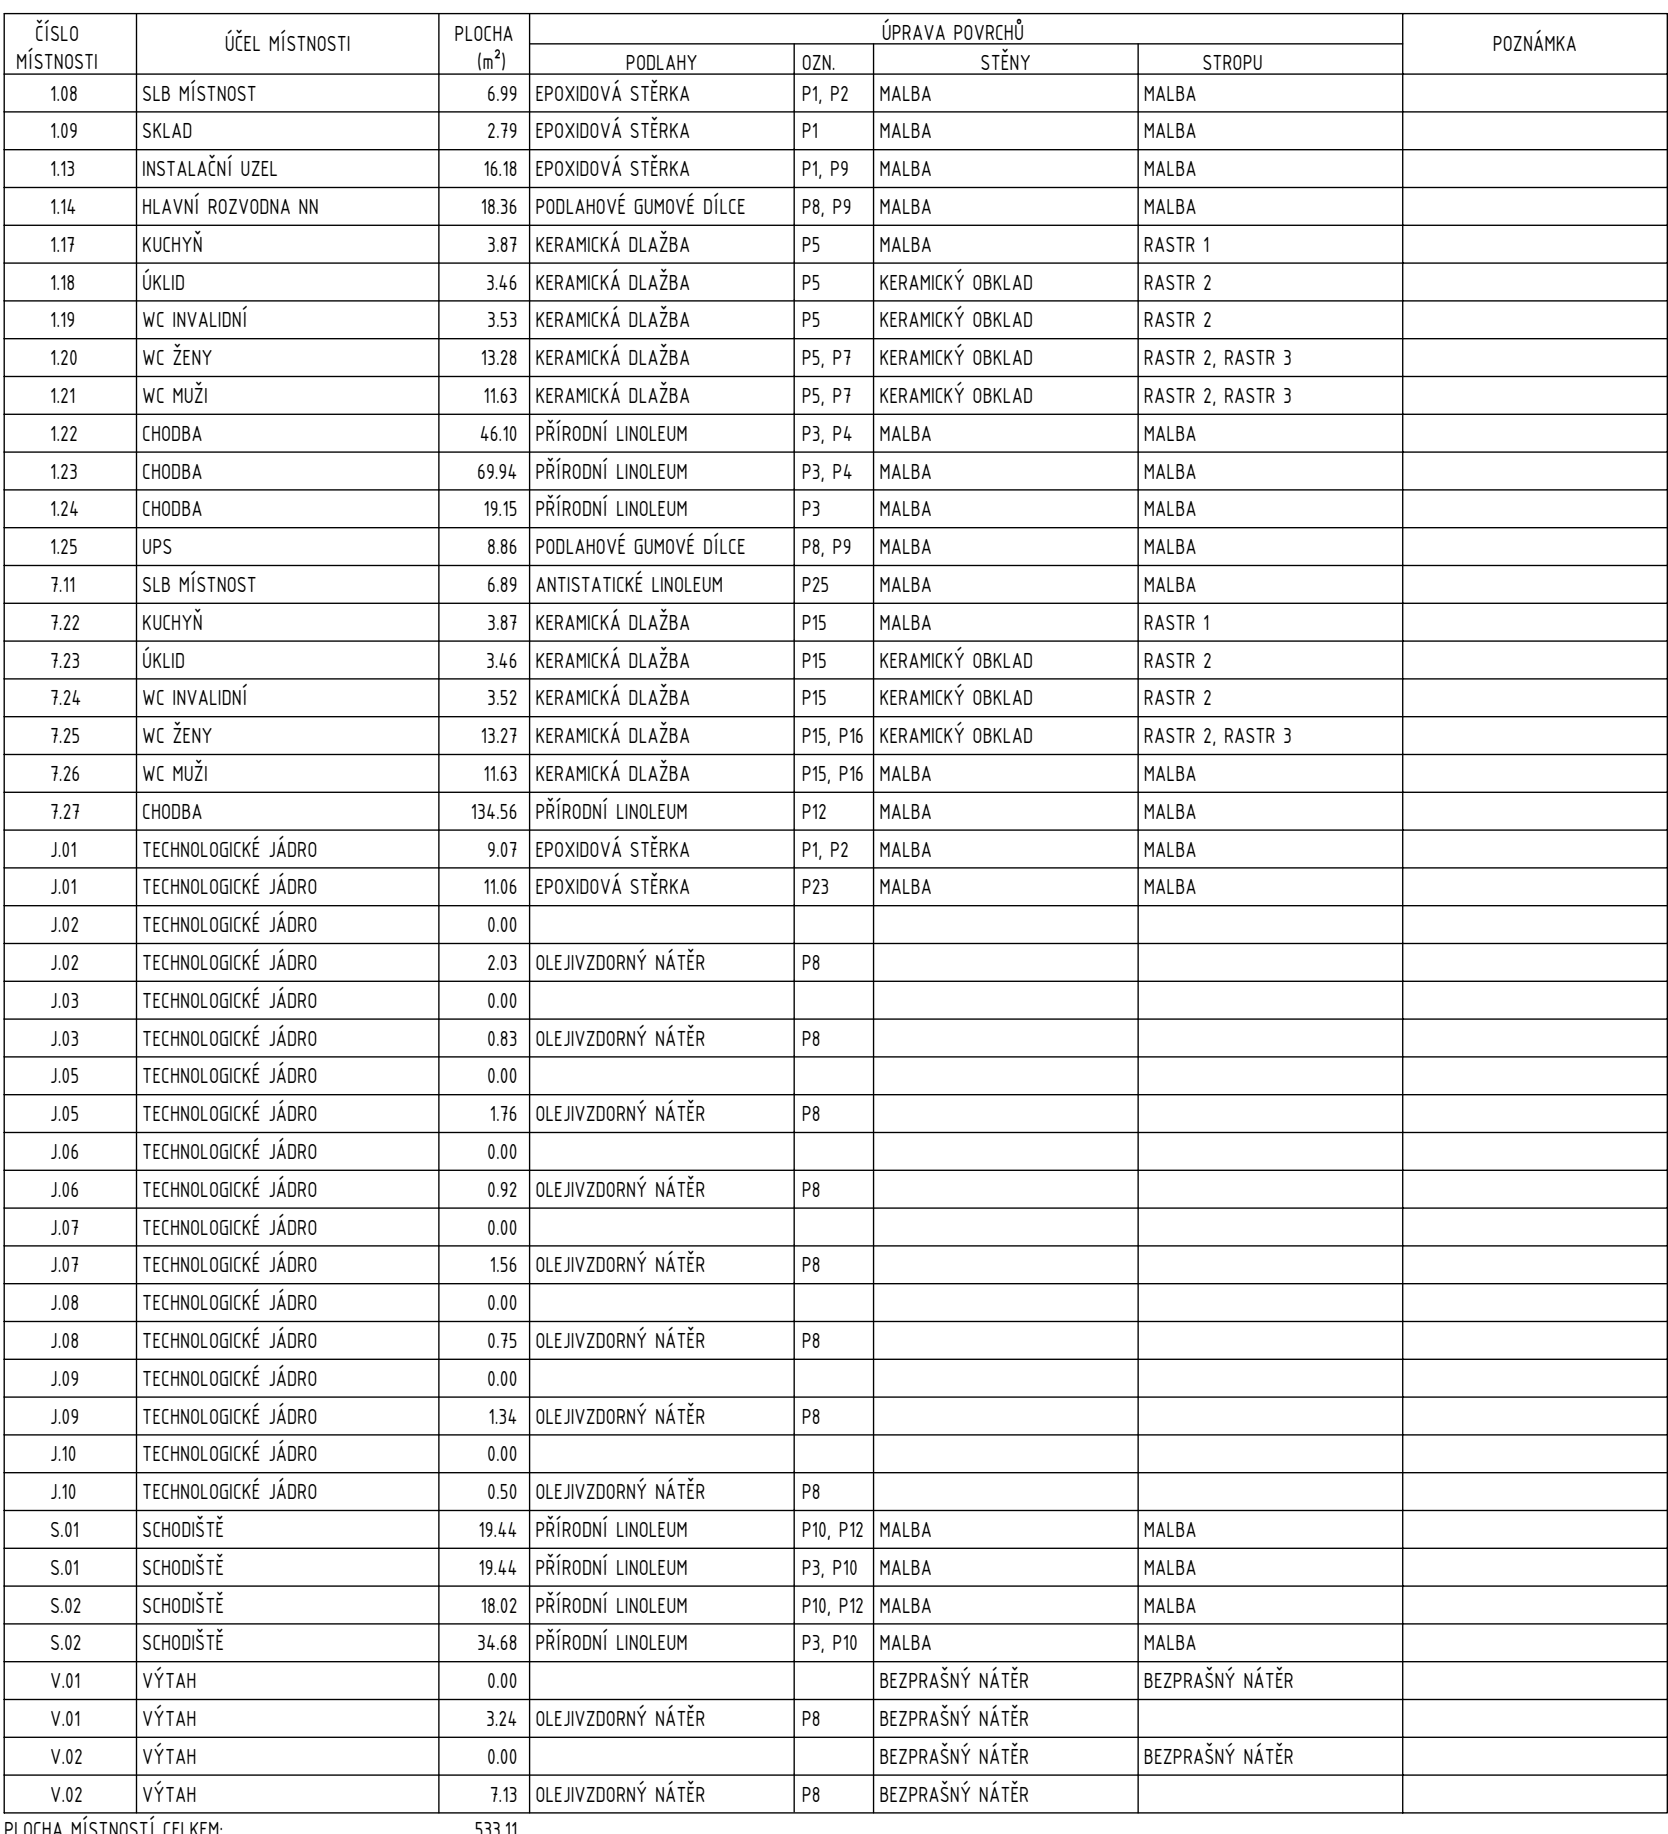 ČÍSLO MÍSTNOSTI ÚČEL MÍSTNOSTI PLOCHA (m²) ÚPRAVA POVRCHŮ POZNÁMKA
PODLAHY OZN. STĚNY STROPU
1.08 SLB MÍSTNOST 6.99 EPOXIDOVÁ STĚRKA P1, P2 MALBA MALBA
1.09 SKLAD 2.79 EPOXIDOVÁ STĚRKA P1 MALBA MALBA
1.13 INSTALAČNÍ UZEL 16.18 EPOXIDOVÁ STĚRKA P1, P9 MALBA MALBA
1.14 HLAVNÍ ROZVODNA NN 18.36 PODLAHOVÉ GUMOVÉ DÍLCE P8, P9 MALBA MALBA
1.17 KUCHYŇ 3.87 KERAMICKÁ DLAŽBA P5 MALBA RASTR 1
1.18 ÚKLID 3.46 KERAMICKÁ DLAŽBA P5 KERAMICKÝ OBKLAD RASTR 2
1.19 WC INVALIDNÍ 3.53 KERAMICKÁ DLAŽBA P5 KERAMICKÝ OBKLAD RASTR 2
1.20 WC ŽENY 13.28 KERAMICKÁ DLAŽBA P5, P7 KERAMICKÝ OBKLAD RASTR 2, RASTR 3
1.21 WC MUŽI 11.63 KERAMICKÁ DLAŽBA P5, P7 KERAMICKÝ OBKLAD RASTR 2, RASTR 3
1.22 CHODBA 46.10 PŘÍRODNÍ LINOLEUM P3, P4 MALBA MALBA
1.23 CHODBA 69.94 PŘÍRODNÍ LINOLEUM P3, P4 MALBA MALBA
1.24 CHODBA 19.15 PŘÍRODNÍ LINOLEUM P3 MALBA MALBA
1.25 UPS 8.86 PODLAHOVÉ GUMOVÉ DÍLCE P8, P9 MALBA MALBA
7.11 SLB MÍSTNOST 6.89 ANTISTATICKÉ LINOLEUM P25 MALBA MALBA
7.22 KUCHYŇ 3.87 KERAMICKÁ DLAŽBA P15 MALBA RASTR 1
7.23 ÚKLID 3.46 KERAMICKÁ DLAŽBA P15 KERAMICKÝ OBKLAD RASTR 2
7.24 WC INVALIDNÍ 3.52 KERAMICKÁ DLAŽBA P15 KERAMICKÝ OBKLAD RASTR 2
7.25 WC ŽENY 13.27 KERAMICKÁ DLAŽBA P15, P16 KERAMICKÝ OBKLAD RASTR 2, RASTR 3
7.26 WC MUŽI 11.63 KERAMICKÁ DLAŽBA P15, P16 MALBA MALBA
7.27 CHODBA 134.56 PŘÍRODNÍ LINOLEUM P12 MALBA MALBA
J.01 TECHNOLOGICKÉ JÁDRO 9.07 EPOXIDOVÁ STĚRKA P1, P2 MALBA MALBA
J.01 TECHNOLOGICKÉ JÁDRO 11.06 EPOXIDOVÁ STĚRKA P23 MALBA MALBA
J.02 TECHNOLOGICKÉ JÁDRO 0.00
J.02 TECHNOLOGICKÉ JÁDRO 2.03 OLEJIVZDORNÝ NÁTĚR P8
J.03 TECHNOLOGICKÉ JÁDRO 0.00
J.03 TECHNOLOGICKÉ JÁDRO 0.83 OLEJIVZDORNÝ NÁTĚR P8
J.05 TECHNOLOGICKÉ JÁDRO 0.00
J.05 TECHNOLOGICKÉ JÁDRO 1.76 OLEJIVZDORNÝ NÁTĚR P8
J.06 TECHNOLOGICKÉ JÁDRO 0.00
J.06 TECHNOLOGICKÉ JÁDRO 0.92 OLEJIVZDORNÝ NÁTĚR P8
J.07 TECHNOLOGICKÉ JÁDRO 0.00
J.07 TECHNOLOGICKÉ JÁDRO 1.56 OLEJIVZDORNÝ NÁTĚR P8
J.08 TECHNOLOGICKÉ JÁDRO 0.00
J.08 TECHNOLOGICKÉ JÁDRO 0.75 OLEJIVZDORNÝ NÁTĚR P8
J.09 TECHNOLOGICKÉ JÁDRO 0.00
J.09 TECHNOLOGICKÉ JÁDRO 1.34 OLEJIVZDORNÝ NÁTĚR P8
J.10 TECHNOLOGICKÉ JÁDRO 0.00
J.10 TECHNOLOGICKÉ JÁDRO 0.50 OLEJIVZDORNÝ NÁTĚR P8
S.01 SCHODIŠTĚ 19.44 PŘÍRODNÍ LINOLEUM P10, P12 MALBA MALBA
S.01 SCHODIŠTĚ 19.44 PŘÍRODNÍ LINOLEUM P3, P10 MALBA MALBA
S.02 SCHODIŠTĚ 18.02 PŘÍRODNÍ LINOLEUM P10, P12 MALBA MALBA
S.02 SCHODIŠTĚ 34.68 PŘÍRODNÍ LINOLEUM P3, P10 MALBA MALBA
V.01 VÝTAH 0.00 BEZPRAŠNÝ NÁTĚR BEZPRAŠNÝ NÁTĚR
V.01 VÝTAH 3.24 OLEJIVZDORNÝ NÁTĚR P8 BEZPRAŠNÝ NÁTĚR
V.02 VÝTAH 0.00 BEZPRAŠNÝ NÁTĚR BEZPRAŠNÝ NÁTĚR
V.02 VÝTAH 7.13 OLEJIVZDORNÝ NÁTĚR P8 BEZPRAŠNÝ NÁTĚR
PLOCHA MÍSTNOSTÍ CELKEM: 533.11